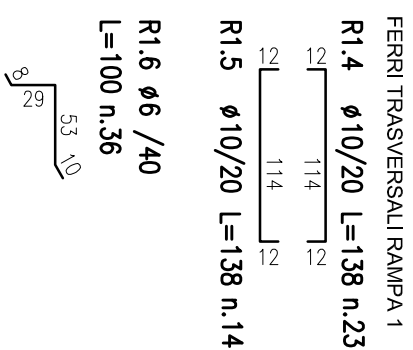 FERRI TRASVERSALI RAMPA 1
R1.4 ø10/20 L=138 n.23
12 114 12
12 114 12
R1.5 ø10/20 L=138 n.14
R1.6 ø6 /40
L=100 n.36
53 10
29
8